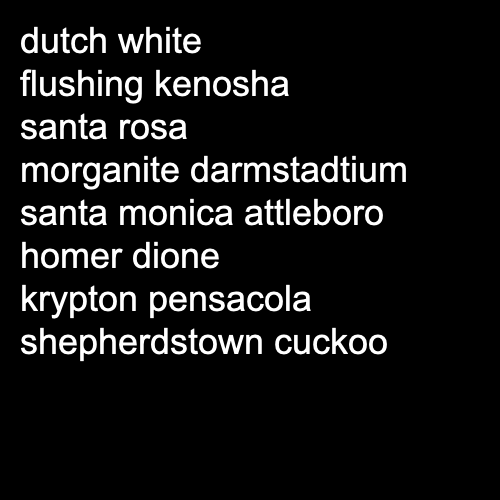 dutch white
flushing kenosha
santa rosa
morganite darmstadtium
santa monica attleboro
homer dione
krypton pensacola
shepherdstown cuckoo